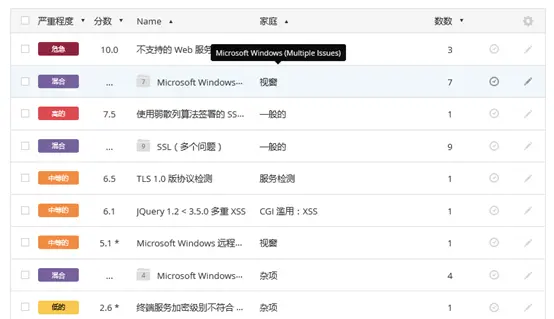 严重程度 ▼ 分数 ▼ Name ▲ 家庭 ▲ 数数 ▼
Microsoft Windows (Multiple Issues)
危急 10.0 不支持的 Web 服务 3
混合 ... 7 Microsoft Windows··· 视窗 7
高的 7.5 使用弱散列算法签署的 SS... 一般的 1
混合 ... 9 SSL（多个问题） 一般的 9
中等的 6.5 TLS 1.0 版协议检测 服务检测 1
中等的 6.1 JQuery 1.2 < 3.5.0 多重 XSS CGI 滥用：XSS 1
中等的 5.1 * Microsoft Windows 远程... 视窗 1
混合 ... 4 Microsoft Windows··· 杂项 4
低的 2.6 * 终端服务加密级别不符合 ... 杂项 1